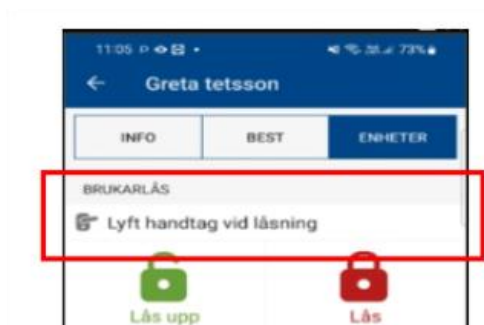 11:05
73%
Greta tetsson
INFO BEST ENHETER
BRUKARLÅS
Lyft handtag vid låsning
Lås upp Lås